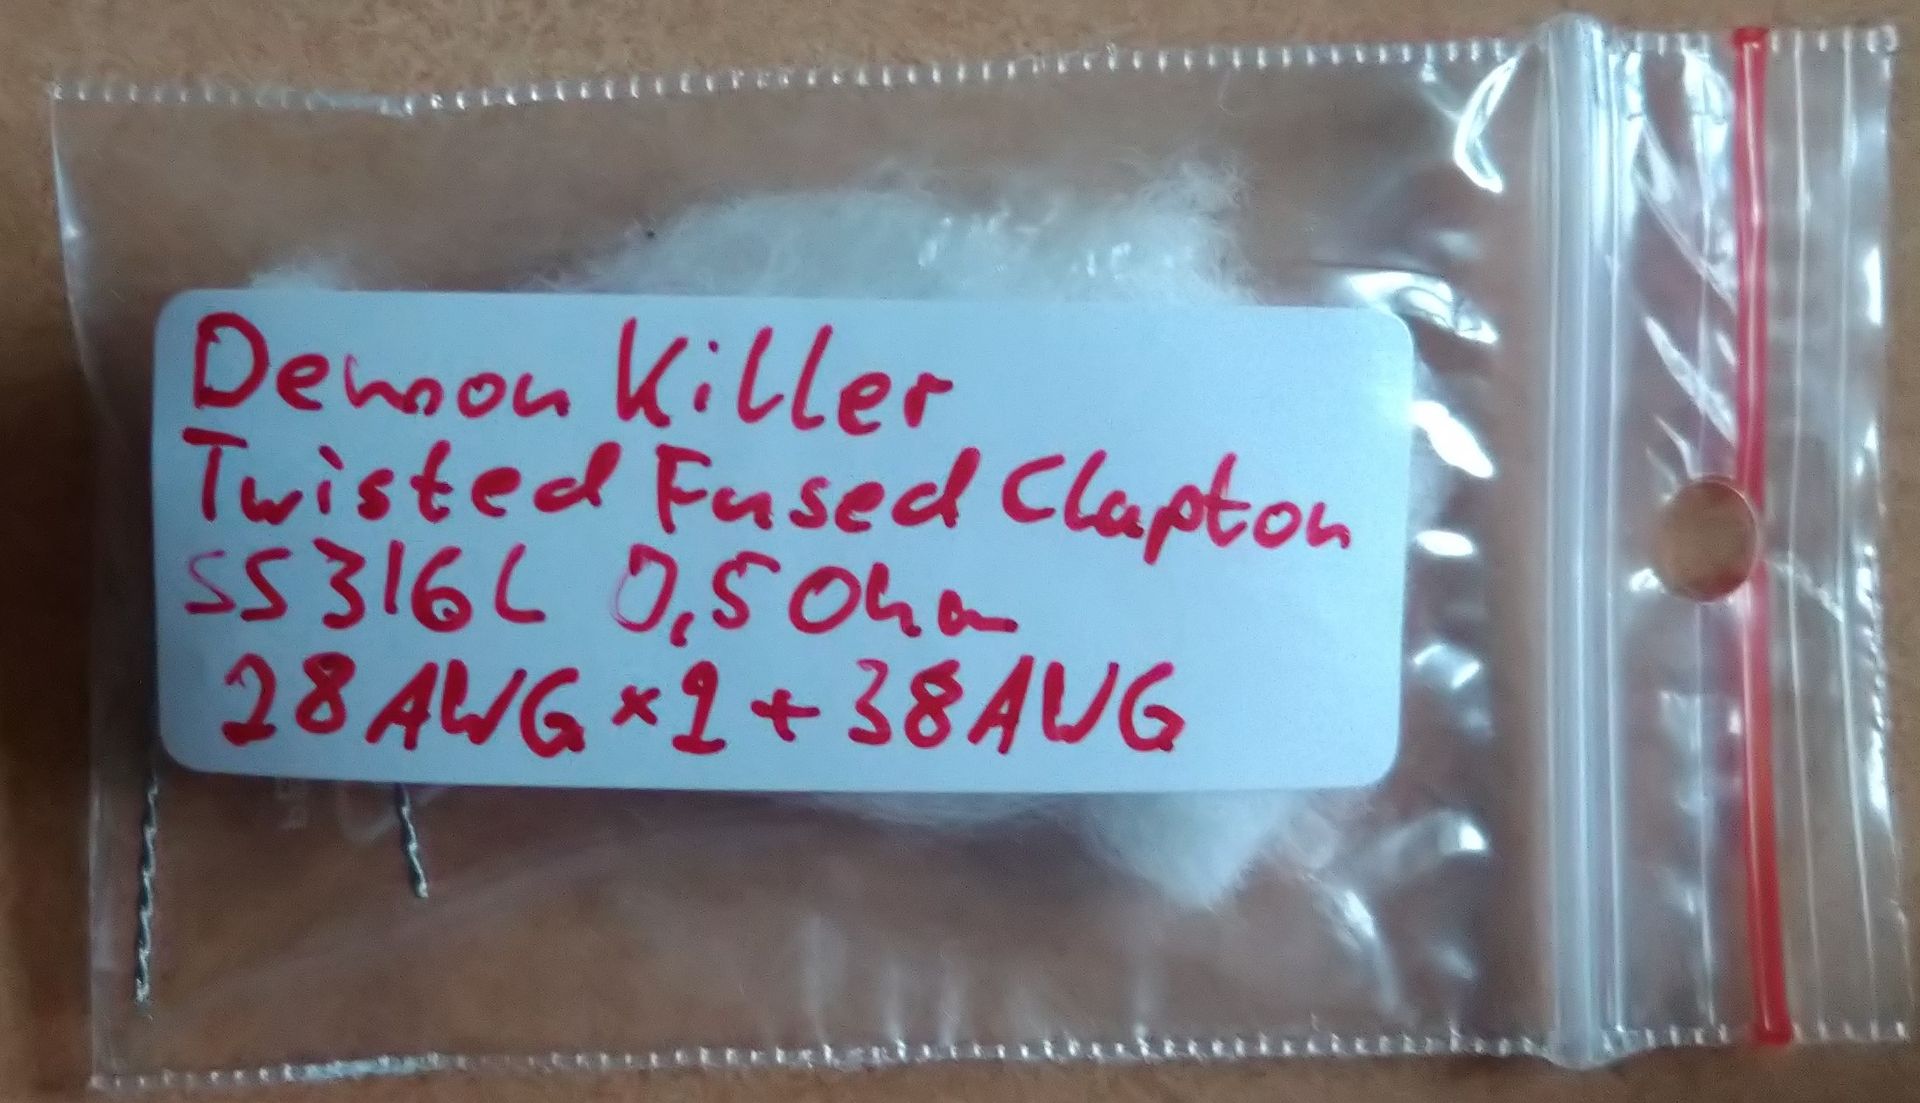 Demon Killer
Twisted Fused Clapton
SS316L 0,5 Ohm
28AWG×2+38AWG